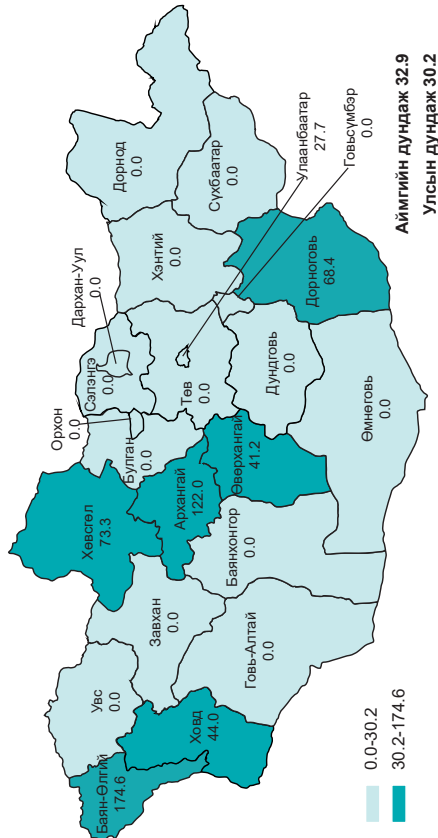 Баян-Өлгий
174.6
Увс
0.0
Ховд
44.0
Завхан
0.0
Говь-Алтай
0.0
Хөвсгөл
73.3
Архангай
122.0
Баянхонгор
0.0
Өвөрхангай
41.2
Орхон
0.0
Булган
0.0
Сэлэнгэ
0.0
Дархан-Уул
0.0
Төв
0.0
Дундговь
0.0
Өмнөговь
0.0
Хэнтий
0.0
Дорнод
0.0
Сүхбаатар
0.0
Улаанбаатар
27.7
Говьсүмбэр
0.0
Дорноговь
68.4
0.0-30.2
30.2-174.6
Аймгийн дундаж 32.9
Улсын дундаж 30.2